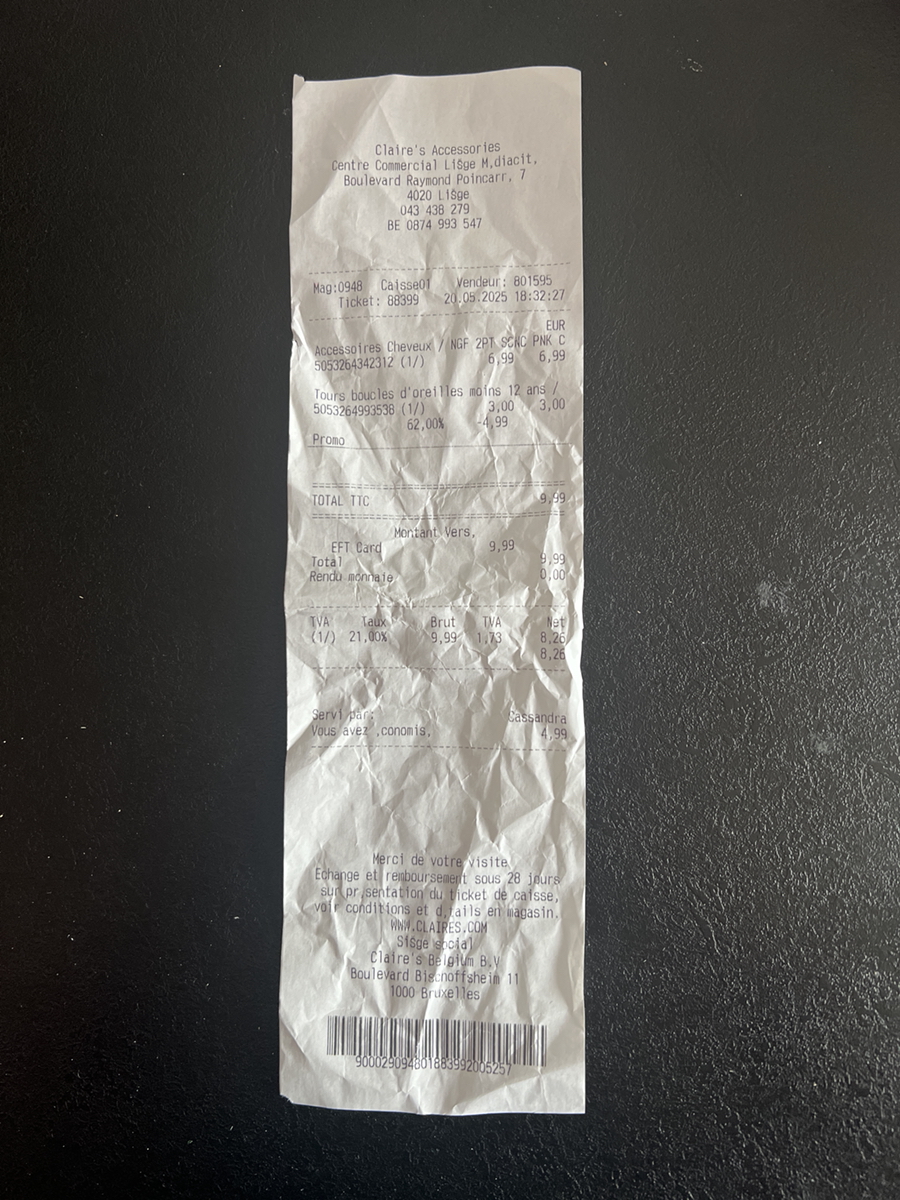 Claire's Accessories
Centre Commercial LiŠge M‚diacit‚
Boulevard Raymond Poincarr‚ 7
4020 LiŠge
043 438 279
BE 0874 993 547
Mag:0948 Caisse01 Vendeur: 801595
Ticket: 88399 20.05.2025 18:32:27
EUR
Accessoires Cheveux / NGF 2PT SCNC PNK C
5053264342312 (1/) 6,99 6,99
Tours boucles d'oreilles moins 12 ans /
5053264993538 (1/) 3,00 3,00
62,00% -4,99
Promo
TOTAL TTC 9,99
Montant Vers‚
EFT Card 9,99
Total 9,99
Rendu monnaie 0,00
TVA Taux Brut TVA Net
(1/) 21,00% 9,99 1,73 8,26
8,26
Servi par: Cassandra
Vous avez ‚conomis‚ 4,99
Merci de votre visite
Echange et remboursement sous 28 jours
sur pr‚sentation du ticket de caisse,
voir conditions et d‚tails en magasin.
WWW.CLAIRES.COM
SiŠge social
Claire's Belgium B.V
Boulevard Bischoffsheim 11
1000 Bruxelles
900029094801883992005257